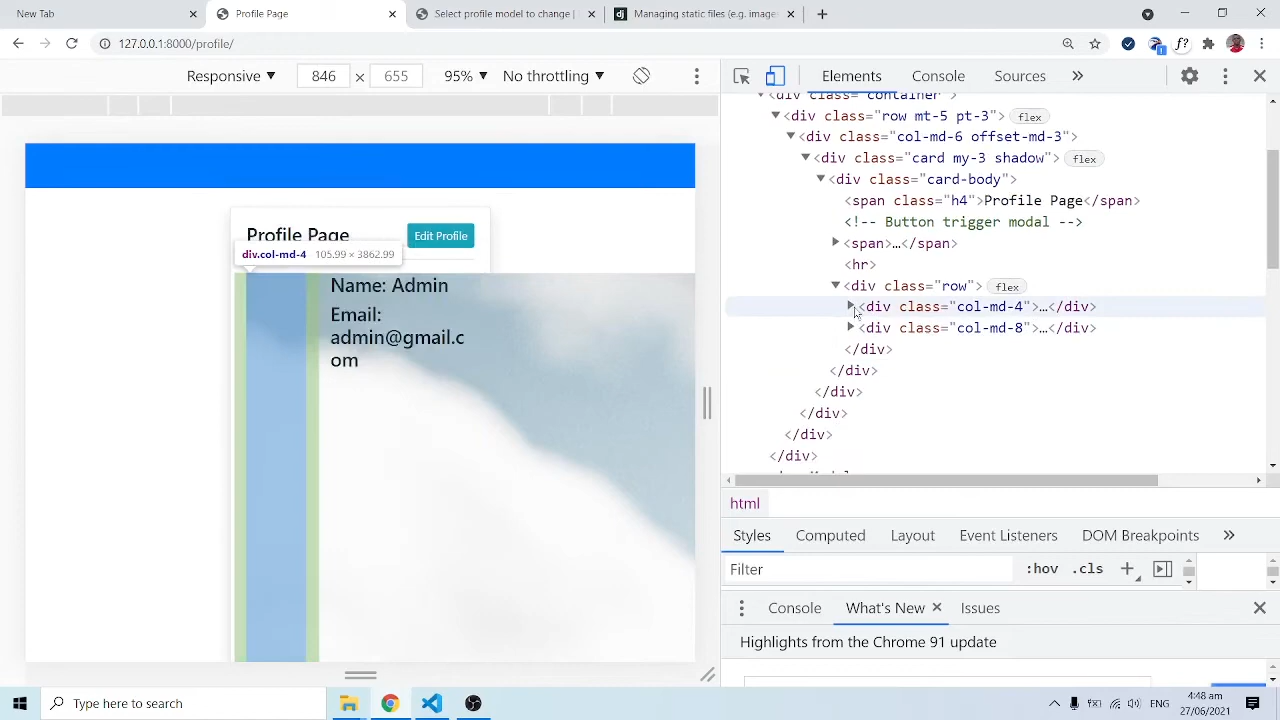 New Tab
Profile Page
Select profile model to change |
Managing static files (e.g. image
127.0.0.1:8000/profile/
Responsive ▼ 846 × 655 95% ▼ No throttling ▼
Elements Console Sources
<div class="container">
<div class="row mt-5 pt-3> flex
<div class="col-md-6 offset-md-3">
<div class="card my-3 shadow"> flex
<div class="card-body">
<span class="h4">Profile Page</span>
<!-- Button trigger modal -->
<span>…</span>
<hr>
<div class="row"> flex
<div class="col-md-4">…</div>
<div class="col-md-8">…</div>
</div>
</div>
</div>
</div>
</div>
</div>
html
Profile Page
Edit Profile
div.col-md-4 105.99 × 3862.99
Name: Admin
Email:
admin@gmail.c
om
Styles Computed Layout Event Listeners DOM Breakpoints
Filter
:hov .cls
Console What's New Issues
Highlights from the Chrome 91 update
Type here to search
ENG
4:48 am
27/06/2021